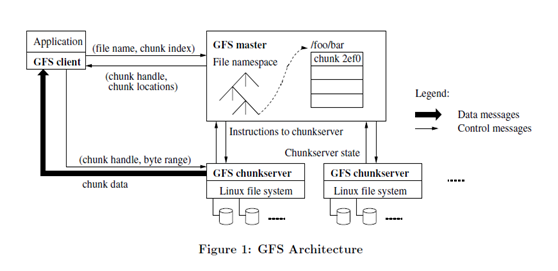 Application
GFS client
(file name, chunk index)
(chunk handle,
chunk locations)
GFS master
File namespace
/foo/bar
chunk 2ef0
Legend:
Data messages
Control messages
Instructions to chunkserver
Chunkserver state
(chunk handle, byte range)
chunk data
GFS chunkserver
Linux file system
GFS chunkserver
Linux file system
Figure 1: GFS Architecture